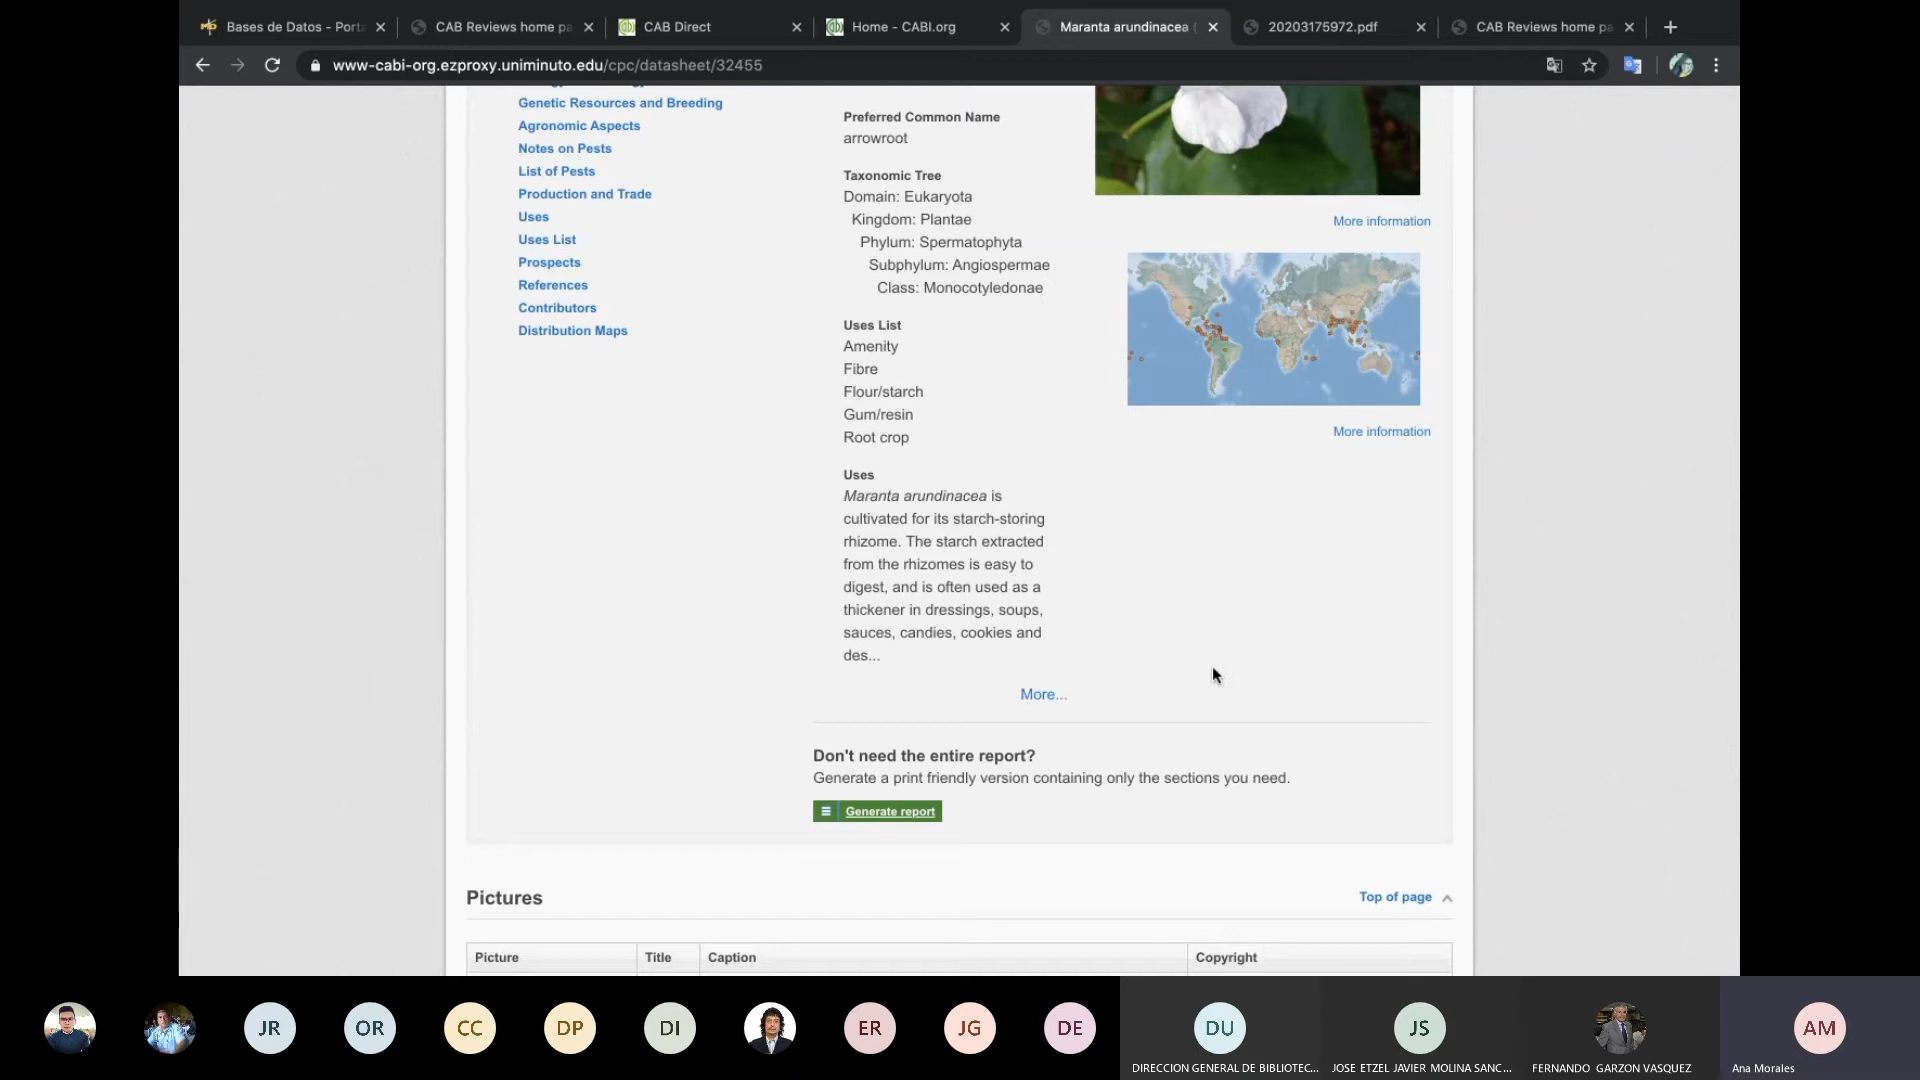 Bases de Datos - Porta
CAB Reviews home pa
CAB Direct
Home - CABI.org
Maranta arundinacea (
20203175972.pdf
CAB Reviews home pa
www-cabi-org.ezproxy.uniminuto.edu/cpc/datasheet/32455
Genetic Resources and Breeding
Agronomic Aspects
Notes on Pests
List of Pests
Production and Trade
Uses
Uses List
Prospects
References
Contributors
Distribution Maps
Preferred Common Name
arrowroot
Taxonomic Tree
Domain: Eukaryota
Kingdom: Plantae
Phylum: Spermatophyta
Subphylum: Angiospermae
Class: Monocotyledonae
Uses List
Amenity
Fibre
Flour/starch
Gum/resin
Root crop
Uses
Maranta arundinacea is
cultivated for its starch-storing
rhizome. The starch extracted
from the rhizomes is easy to
digest, and is often used as a
thickener in dressings, soups,
sauces, candies, cookies and
des...
More...
More information
More information
Don't need the entire report?
Generate a print friendly version containing only the sections you need.
Generate report
Pictures
Top of page
Picture Title Caption Copyright
JR OR CC DP DI ER JG DE DU JS AM
DIRECCION GENERAL DE BIBLIOTEC... JOSE ETZEL JAVIER MOLINA SANC... FERNANDO GARZON VASQUEZ Ana Morales